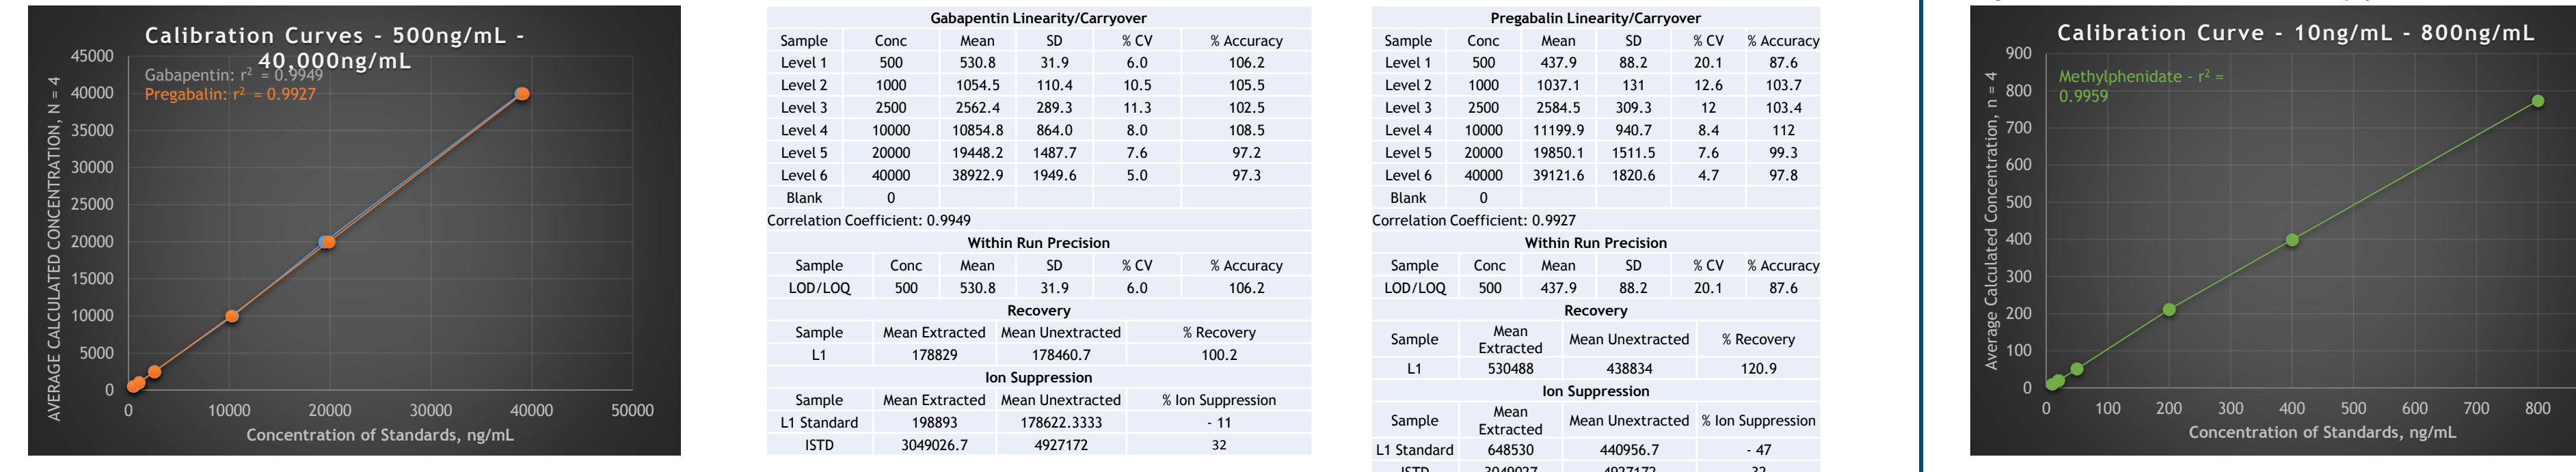 Calibration Curves - 500ng/mL -
40,000ng/mL
Gabapentin: r² = 0.9949
Pregabalin: r² = 0.9927
AVERAGE CALCULATED CONCENTRATION, N = 4
45000
40000
35000
30000
25000
20000
15000
10000
5000
0
0 10000 20000 30000 40000 50000
Concentration of Standards, ng/mL
Gabapentin Linearity/Carryover
Sample Conc Mean SD % CV % Accuracy
Level 1 500 530.8 31.9 6.0 106.2
Level 2 1000 1054.5 110.4 10.5 105.5
Level 3 2500 2562.4 289.3 11.3 102.5
Level 4 10000 10854.8 864.0 8.0 108.5
Level 5 20000 19448.2 1487.7 7.6 97.2
Level 6 40000 38922.9 1949.6 5.0 97.3
Blank 0
Correlation Coefficient: 0.9949
Within Run Precision
Sample Conc Mean SD % CV % Accuracy
LOD/LOQ 500 530.8 31.9 6.0 106.2
Recovery
Sample Mean Extracted Mean Unextracted % Recovery
L1 178829 178460.7 100.2
Ion Suppression
Sample Mean Extracted Mean Unextracted % Ion Suppression
L1 Standard 198893 178622.3333 - 11
ISTD 3049026.7 4927172 32
Pregabalin Linearity/Carryover
Sample Conc Mean SD % CV % Accuracy
Level 1 500 437.9 88.2 20.1 87.6
Level 2 1000 1037.1 131 12.6 103.7
Level 3 2500 2584.5 309.3 12 103.4
Level 4 10000 11199.9 940.7 8.4 112
Level 5 20000 19850.1 1511.5 7.6 99.3
Level 6 40000 39121.6 1820.6 4.7 97.8
Blank 0
Correlation Coefficient: 0.9927
Within Run Precision
Sample Conc Mean SD % CV % Accuracy
LOD/LOQ 500 437.9 88.2 20.1 87.6
Recovery
Sample Mean Extracted Mean Unextracted % Recovery
L1 530488 438834 120.9
Ion Suppression
Sample Mean Extracted Mean Unextracted % Ion Suppression
L1 Standard 648530 440956.7 - 47
ISTD 3049027 4927172 32
Calibration Curve - 10ng/mL - 800ng/mL
Methylphenidate - r² =
0.9959
Average Calculated Concentration, n = 4
900
800
700
600
500
400
300
200
100
0
0 100 200 300 400 500 600 700 800
Concentration of Standards, ng/mL